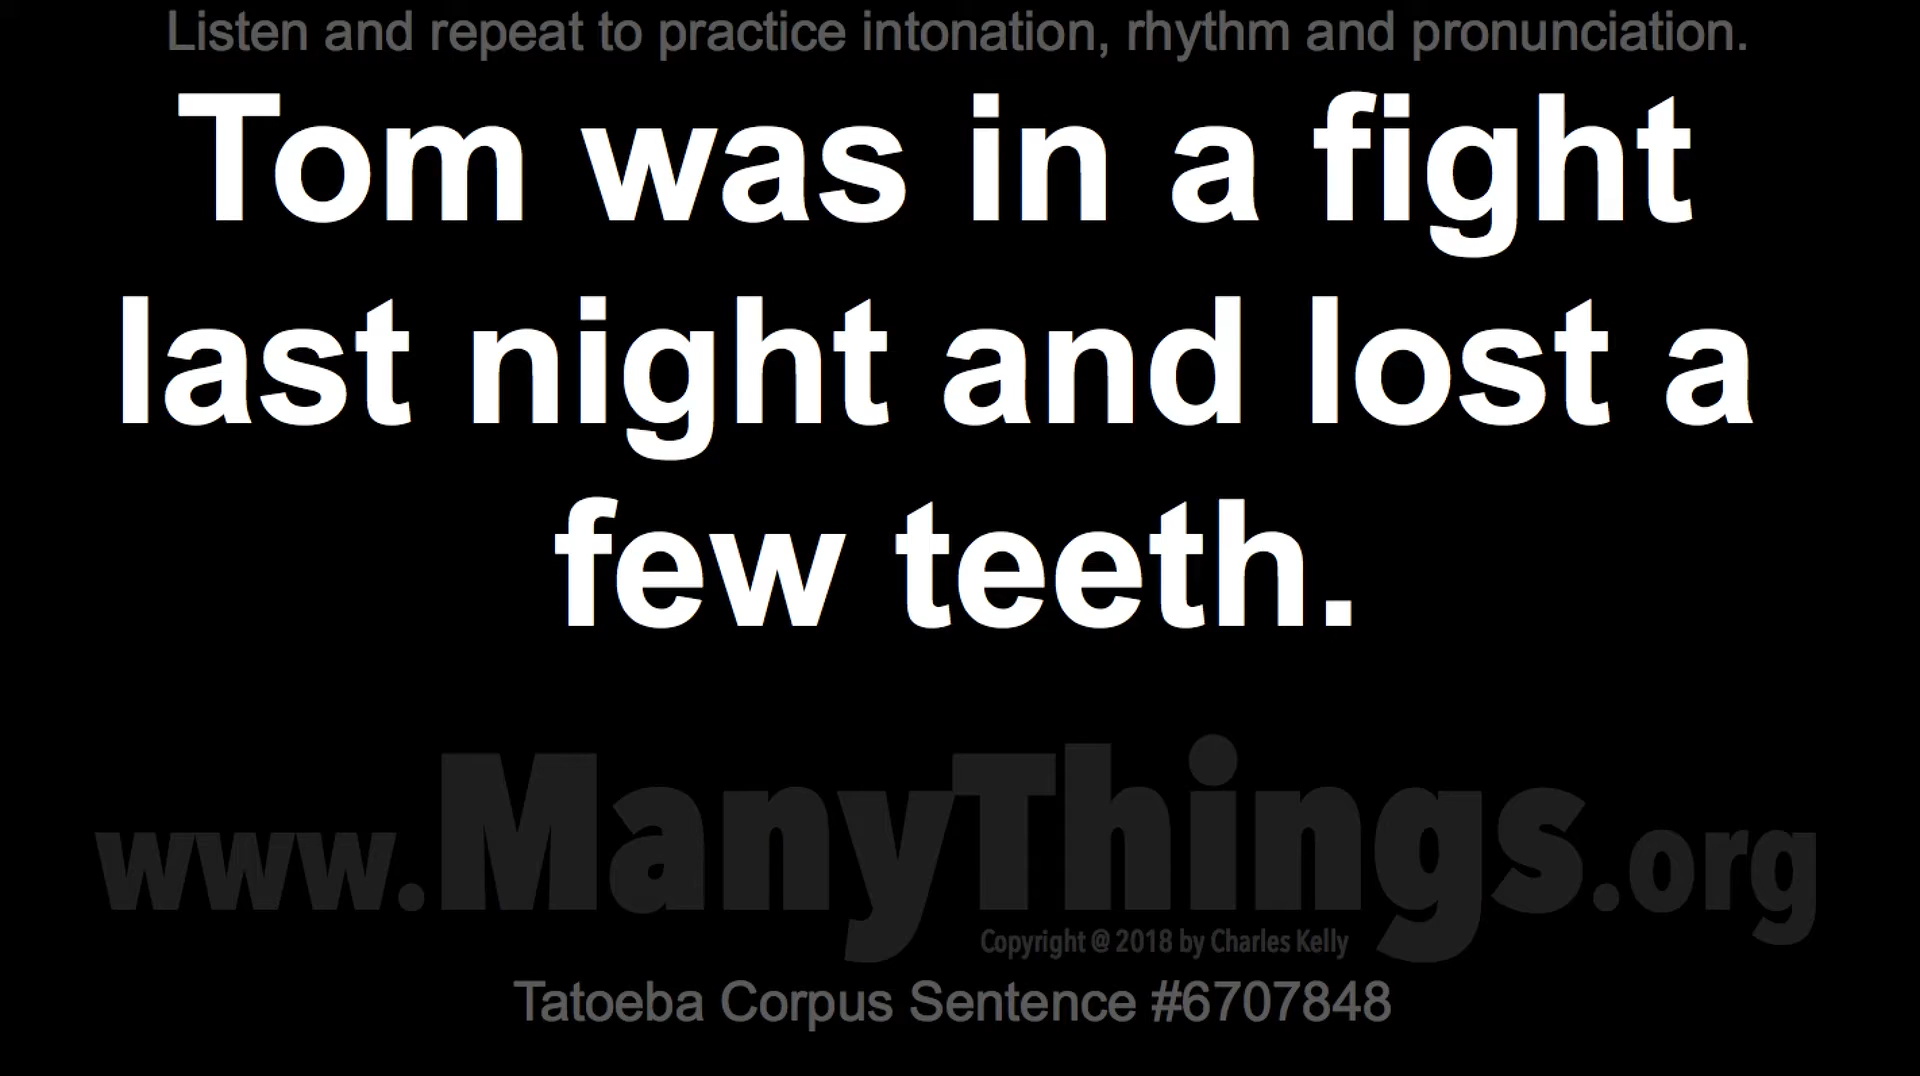 Listen and repeat to practice intonation, rhythm and pronunciation.
Tom was in a fight
last night and lost a
few teeth.
www.ManyThings.org
Copyright @ 2018 by Charles Kelly
Tatoeba Corpus Sentence #6707848